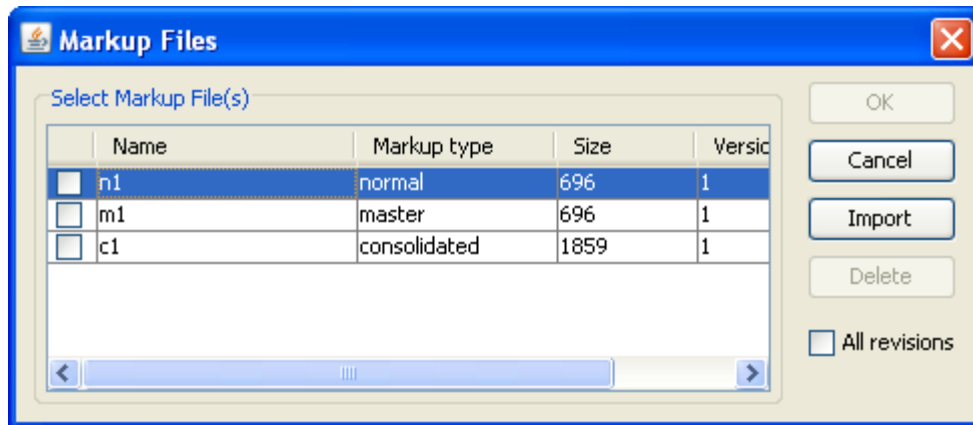 Markup Files
Select Markup File(s)
Name Markup type Size Versic
n1 normal 696 1
m1 master 696 1
c1 consolidated 1859 1
OK
Cancel
Import
Delete
All revisions